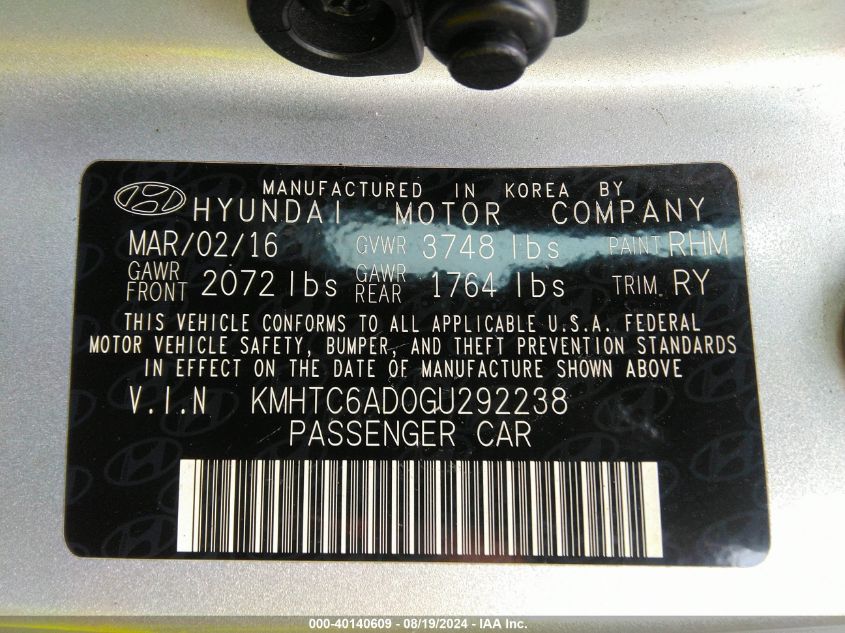 MANUFACTURED IN KOREA BY
HYUNDAI MOTOR COMPANY
MAR/02/16 GVWR 3748 lbs PAINT RHM
GAWR FRONT 2072 lbs GAWR REAR 1764 lbs TRIM. RY
THIS VEHICLE CONFORMS TO ALL APPLICABLE U.S.A. FEDERAL
MOTOR VEHICLE SAFETY, BUMPER, AND THEFT PREVENTION STANDARDS
IN EFFECT ON THE DATE OF MANUFACTURE SHOWN ABOVE
V.I.N KMHTC6AD0GU292238
PASSENGER CAR
000-40140609 - 08/19/2024 - IAA Inc.